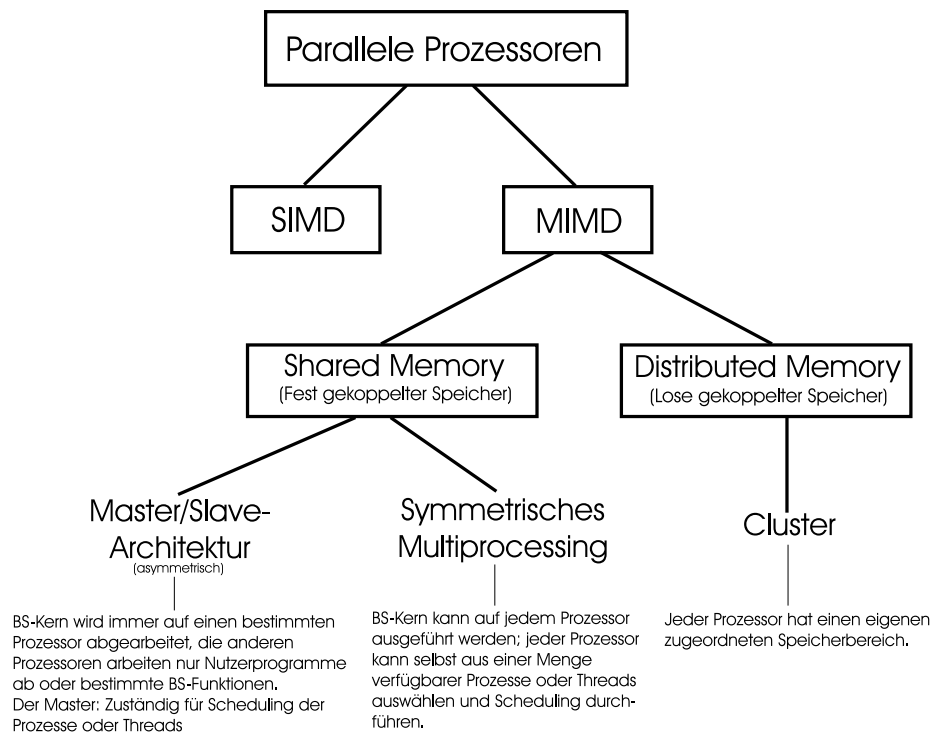 Parallele Prozessoren
SIMD
MIMD
Shared Memory
(Fest gekoppelter Speicher)
Distributed Memory
(Lose gekoppelter Speicher)
Master/Slave-
Architektur
(asymmetrisch)
Symmetrisches
Multiprocessing
Cluster
BS-Kern wird immer auf einen bestimmten
Prozessor abgearbeitet, die anderen
Prozessoren arbeiten nur Nutzerprogramme
ab oder bestimmte BS-Funktionen.
Der Master: Zuständig für Scheduling der
Prozesse oder Threads
BS-Kern kann auf jedem Prozessor
ausgeführt werden; jeder Prozessor
kann selbst aus einer Menge
verfügbarer Prozesse oder Threads
auswählen und Scheduling durch-
führen.
Jeder Prozessor hat einen eigenen
zugeordneten Speicherbereich.